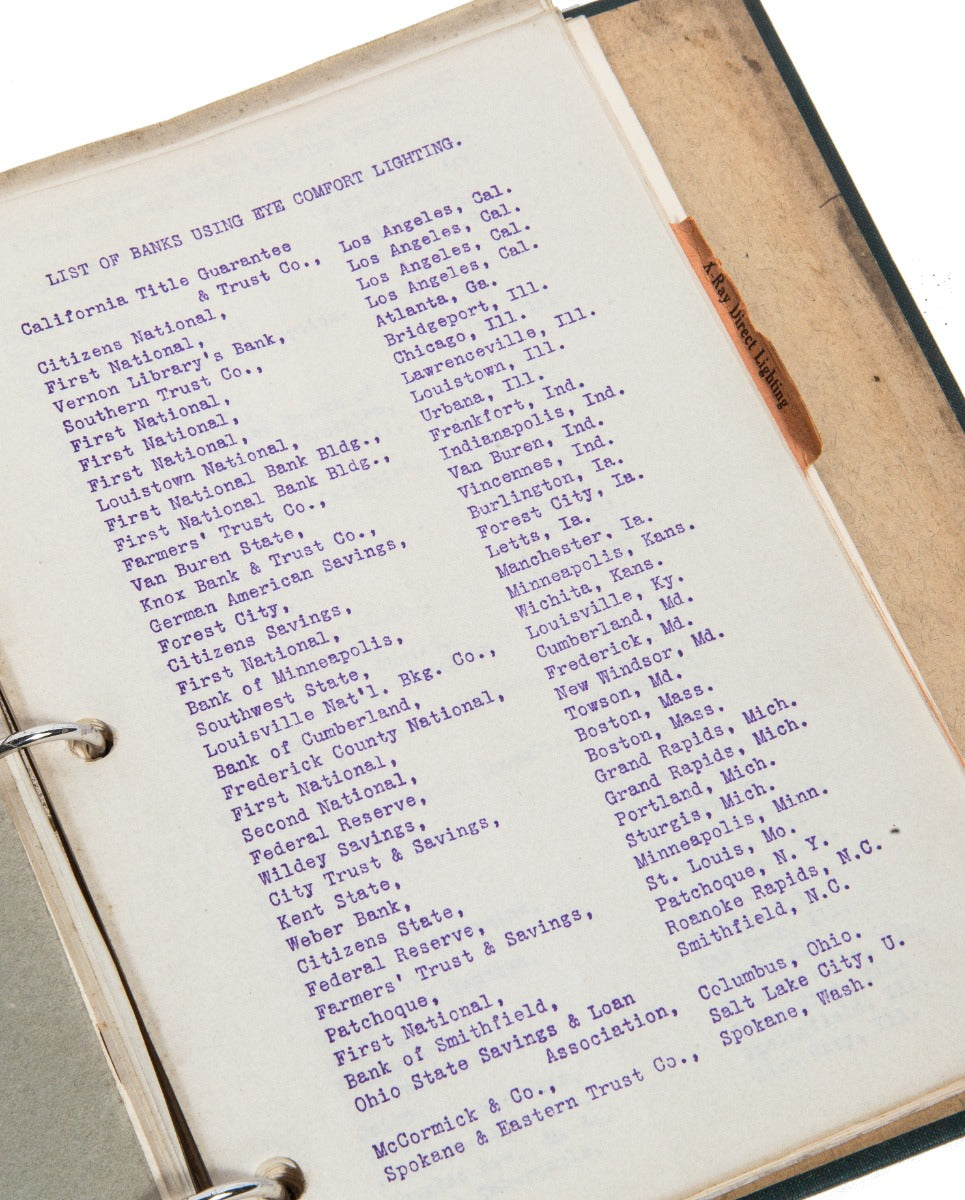 LIST OF BANKS USING EYE COMFORT LIGHTING.
California Title Guarantee
& Trust Co., Los Angeles, Cal.
Citizens National, Los Angeles, Cal.
First National, Los Angeles, Cal.
Vernon Library's Bank, Los Angeles, Cal.
Southern Trust Co., Atlanta, Ga.
First National, Bridgeport, Ill.
First National, Chicago, Ill.
First National, Lawrenceville, Ill.
Louistown National, Louistown, Ill.
First National Bank Bldg., Urbana, Ill.
First National Bank Bldg., Frankfort, Ind.
Farmers' Trust Co., Indianapolis, Ind.
Van Buren State, Van Buren, Ind.
Knox Bank & Trust Co., Vincennes, Ind.
German American Savings, Burlington, Ia.
Forest City, Forest City, Ia.
Citizens Savings, Letts, Ia.
First National, Manchester, Ia.
Bank of Minneapolis, Minneapolis, Kans.
Southwest State, Wichita, Kans.
Louisville Nat'l. Bkg. Co., Louisville, Ky.
Bank of Cumberland, Cumberland, Md.
Frederick County National, Frederick, Md.
First National, New Windsor, Md.
Second National, Towson, Md.
Federal Reserve, Boston, Mass.
Wildey Savings, Boston, Mass.
City Trust & Savings, Grand Rapids, Mich.
Kent State, Grand Rapids, Mich.
Weber Bank, Portland, Mich.
Citizens State, Sturgis, Mich.
Federal Reserve, Minneapolis, Minn.
Farmers' Trust & Savings, St. Louis, Mo.
Patchoque, Patchoque, N. Y.
First National, Roanoke Rapids, N.C.
Bank of Smithfield, Smithfield, N.C.
Ohio State Savings & Loan
Association, Columbus, Ohio.
McCormick & Co., Salt Lake City, U.
Spokane & Eastern Trust Co., Spokane, Wash.
X-Ray Direct Lighting